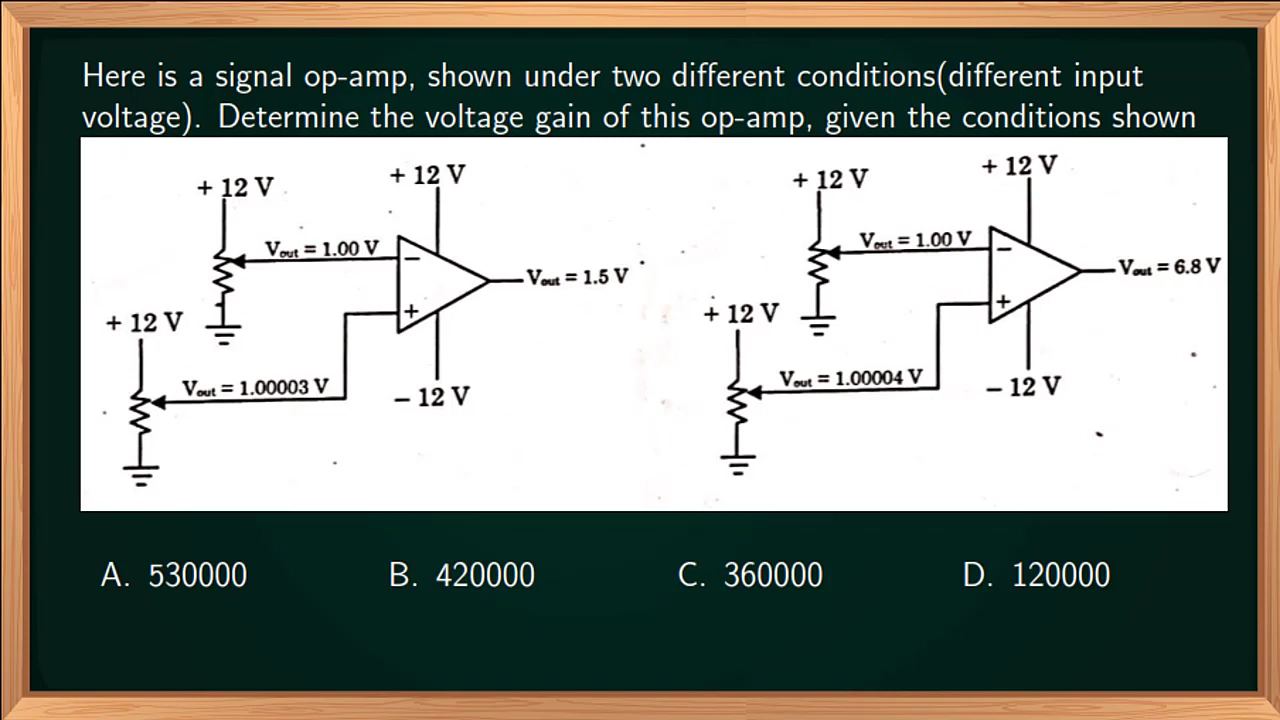 Here is a signal op-amp, shown under two different conditions(different input
voltage). Determine the voltage gain of this op-amp, given the conditions shown
+ 12 V
+ 12 V
Vout = 1.00 V
−
Vout = 1.5 V
+ 12 V
+
Vout = 1.00003 V
– 12 V
+ 12 V
+ 12 V
Vout = 1.00 V
−
Vout = 6.8 V
+ 12 V
+
Vout = 1.00004 V
– 12 V
A. 530000
B. 420000
C. 360000
D. 120000